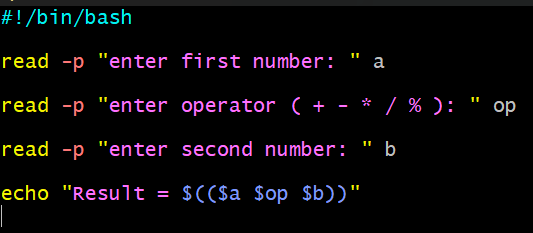 #!/bin/bash
read -p "enter first number: " a
read -p "enter operator ( + - * / % ): " op
read -p "enter second number: " b
echo "Result = $(($a $op $b))"